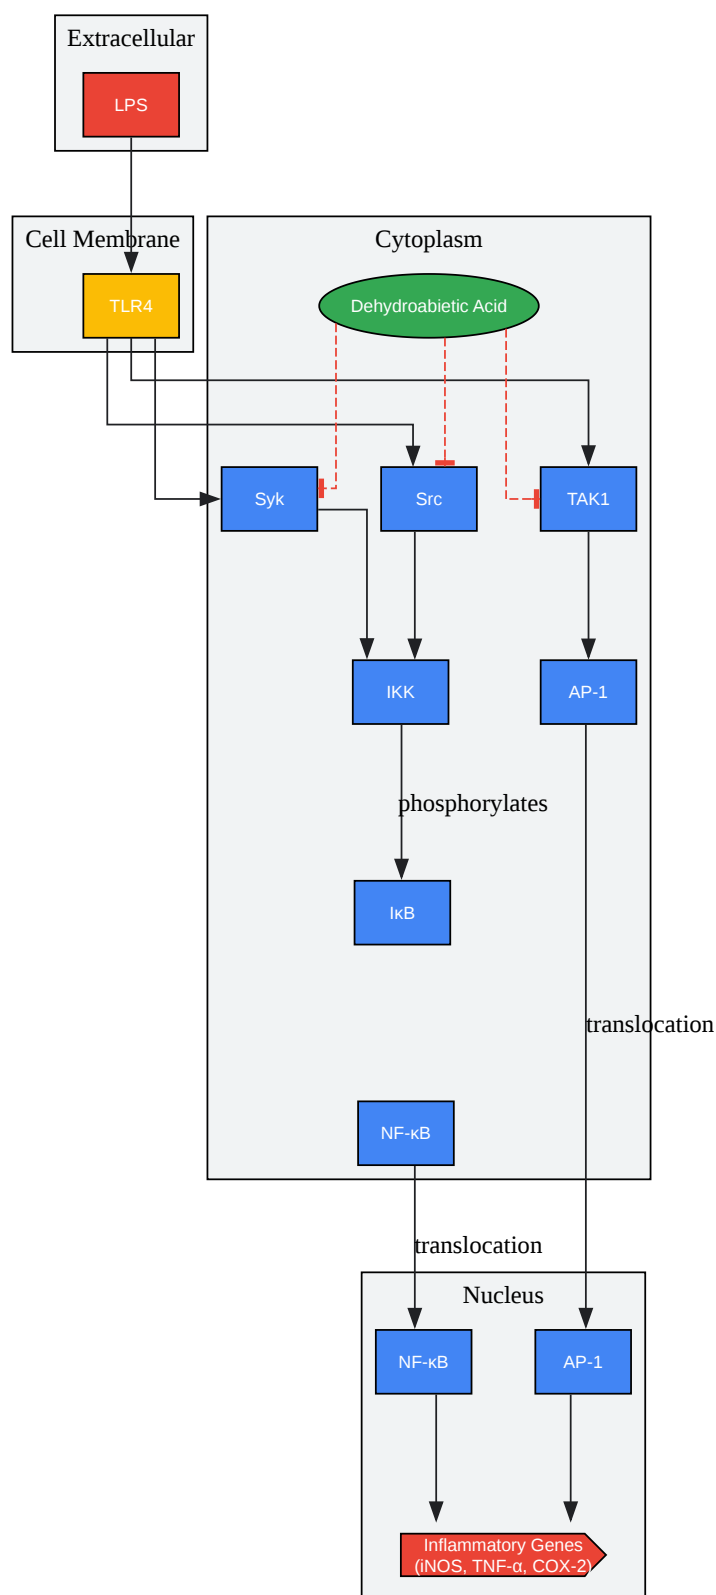 Extracellular
LPS
Cell Membrane
TLR4
Cytoplasm
Dehydroabietic Acid
Syk
Src
TAK1
IKK
AP-1
phosphorylates
IκB
translocation
NF-κB
translocation
Nucleus
NF-κB
AP-1
Inflammatory Genes
(iNOS, TNF-α, COX-2)